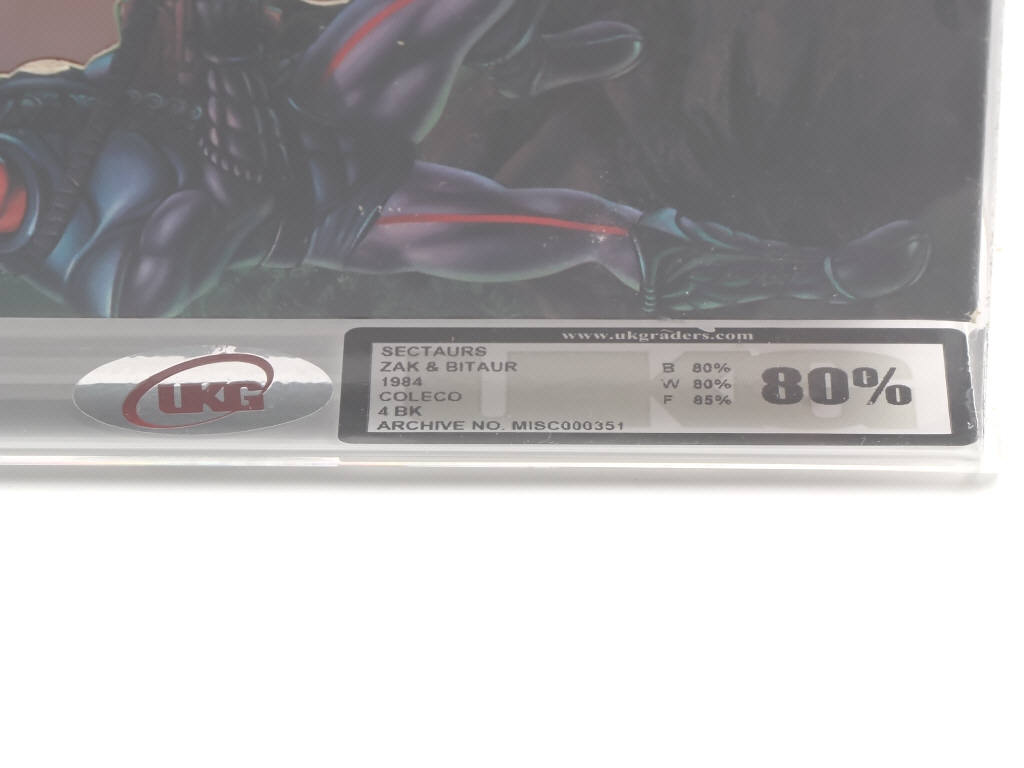 www.ukgraders.com
SECTAURS
ZAK & BITAUR
1984
COLECO
4 BK
ARCHIVE NO. MISC000351
B 80%
W 80%
F 85%
80%
UKG